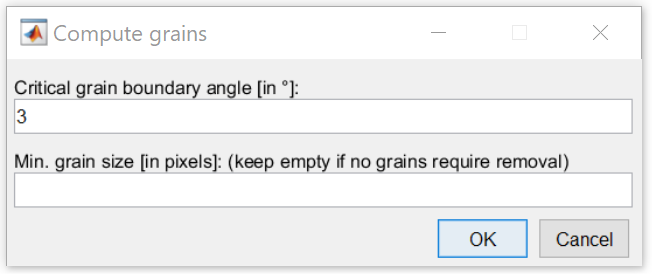 Compute grains
Critical grain boundary angle [in °]:
3
Min. grain size [in pixels]: (keep empty if no grains require removal)
OK Cancel